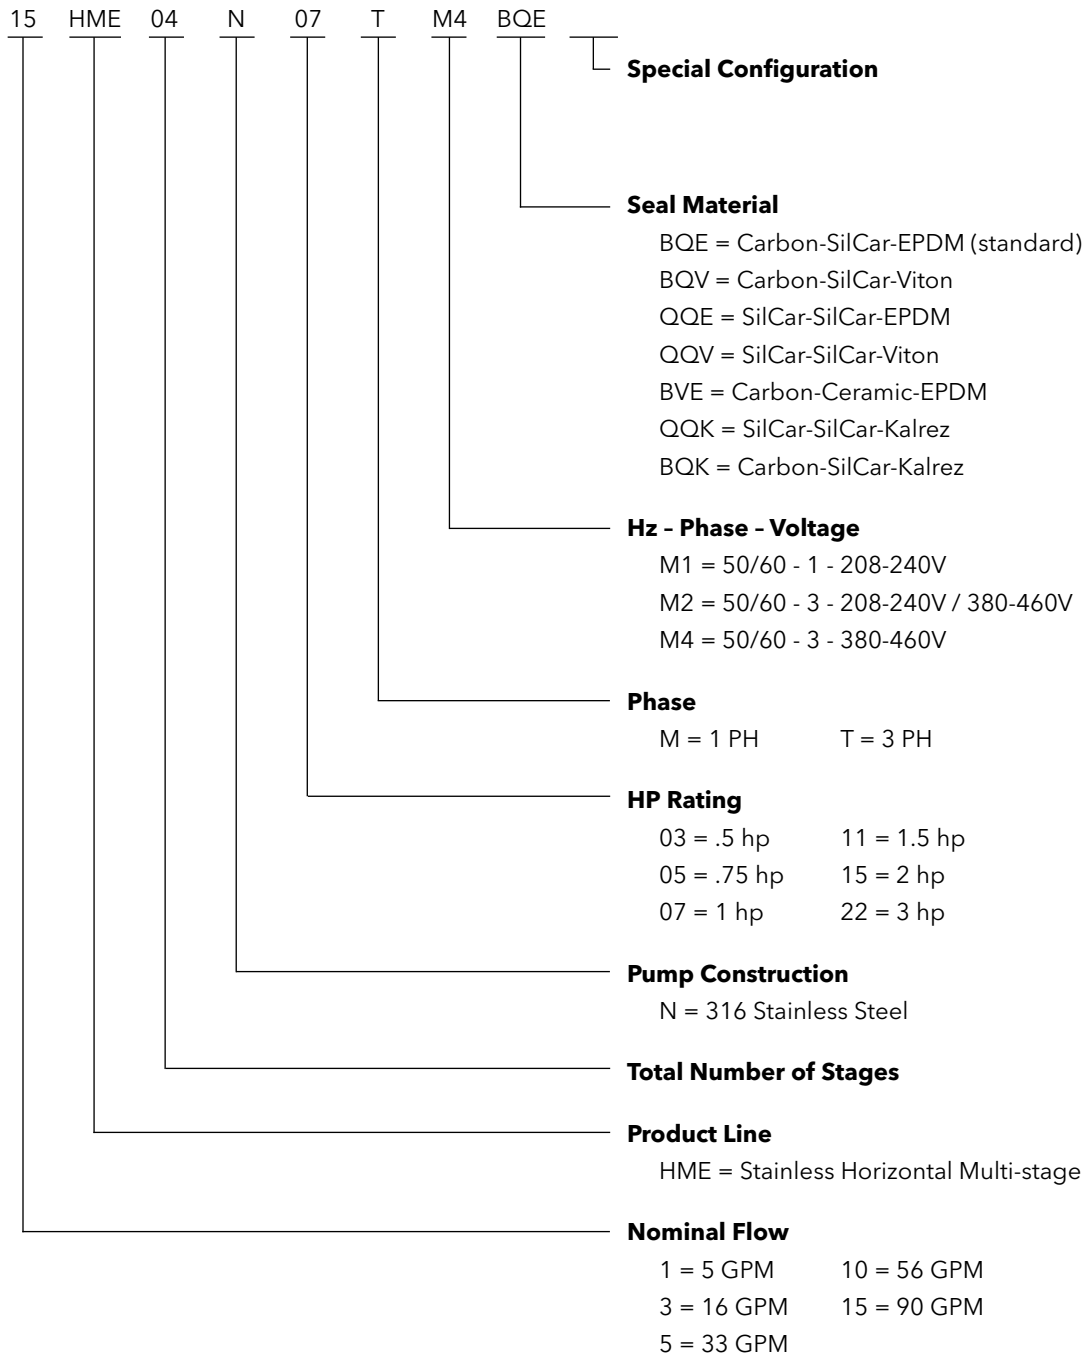 15 HME 04 N 07 T M4 BQE
Special Configuration
Seal Material
BQE = Carbon-SilCar-EPDM (standard)
BQV = Carbon-SilCar-Viton
QQE = SilCar-SilCar-EPDM
QQV = SilCar-SilCar-Viton
BVE = Carbon-Ceramic-EPDM
QQK = SilCar-SilCar-Kalrez
BQK = Carbon-SilCar-Kalrez
Hz – Phase – Voltage
M1 = 50/60 - 1 - 208-240V
M2 = 50/60 - 3 - 208-240V / 380-460V
M4 = 50/60 - 3 - 380-460V
Phase
M = 1 PH T = 3 PH
HP Rating
03 = .5 hp 11 = 1.5 hp
05 = .75 hp 15 = 2 hp
07 = 1 hp 22 = 3 hp
Pump Construction
N = 316 Stainless Steel
Total Number of Stages
Product Line
HME = Stainless Horizontal Multi-stage
Nominal Flow
1 = 5 GPM 10 = 56 GPM
3 = 16 GPM 15 = 90 GPM
5 = 33 GPM